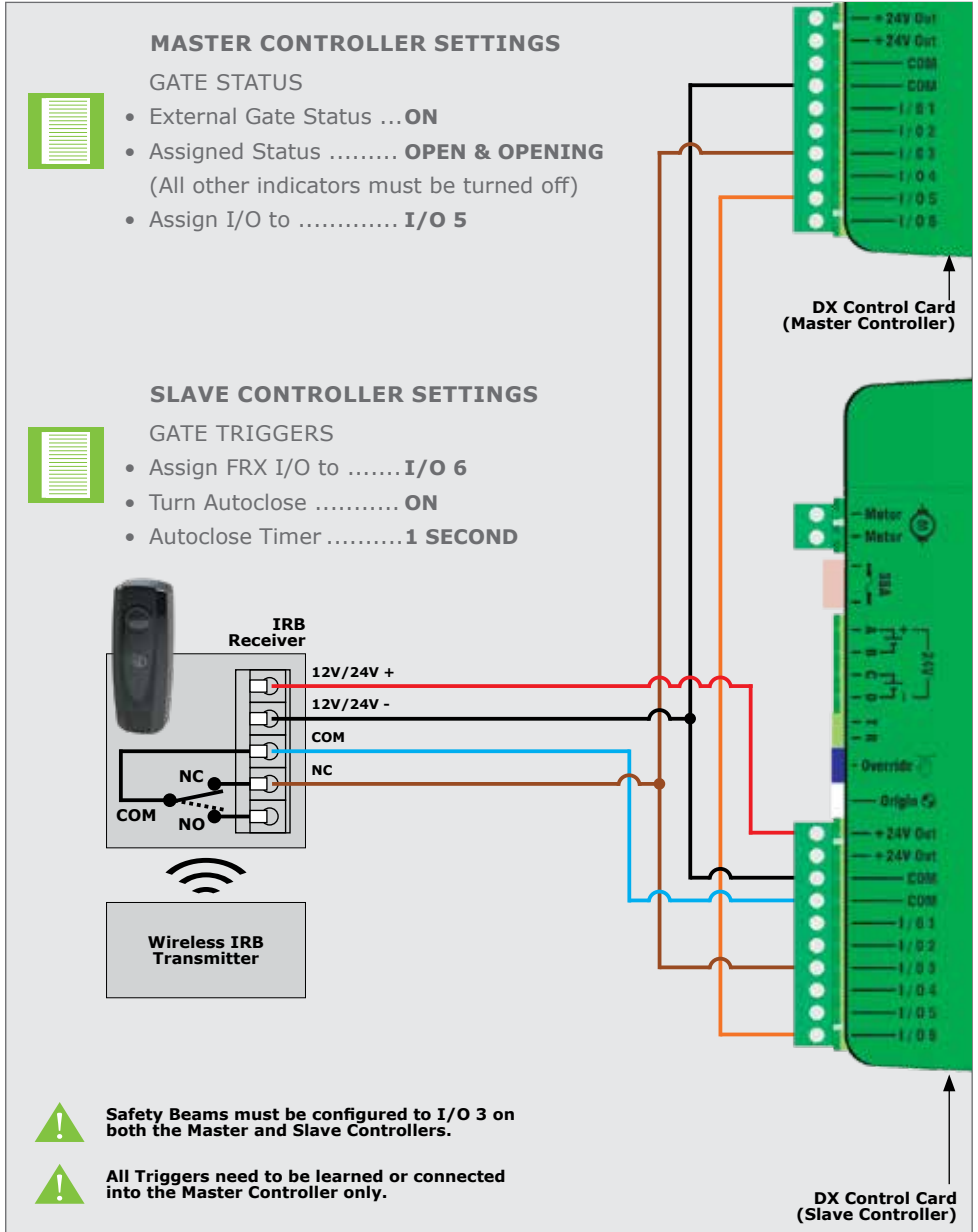 MASTER CONTROLLER SETTINGS
GATE STATUS
• External Gate Status ...ON
• Assigned Status ......... OPEN & OPENING
(All other indicators must be turned off)
• Assign I/O to ............. I/O 5
+24V Out
+24V Out
COM
COM
I/O 1
I/O 2
I/O 3
I/O 4
I/O 5
I/O 6
DX Control Card
(Master Controller)
SLAVE CONTROLLER SETTINGS
GATE TRIGGERS
• Assign FRX I/O to .......I/O 6
• Turn Autoclose ........... ON
• Autoclose Timer ..........1 SECOND
Motor
Motor
M
A
B
C
D
+
24V
-
Override
Origin
+24V Out
+24V Out
COM
COM
I/O 1
I/O 2
I/O 3
I/O 4
I/O 5
I/O 6
IRB
Receiver
12V/24V +
12V/24V -
COM
NC
NC
COM
NO
Wireless IRB
Transmitter
Safety Beams must be configured to I/O 3 on
both the Master and Slave Controllers.
All Triggers need to be learned or connected
into the Master Controller only.
DX Control Card
(Slave Controller)